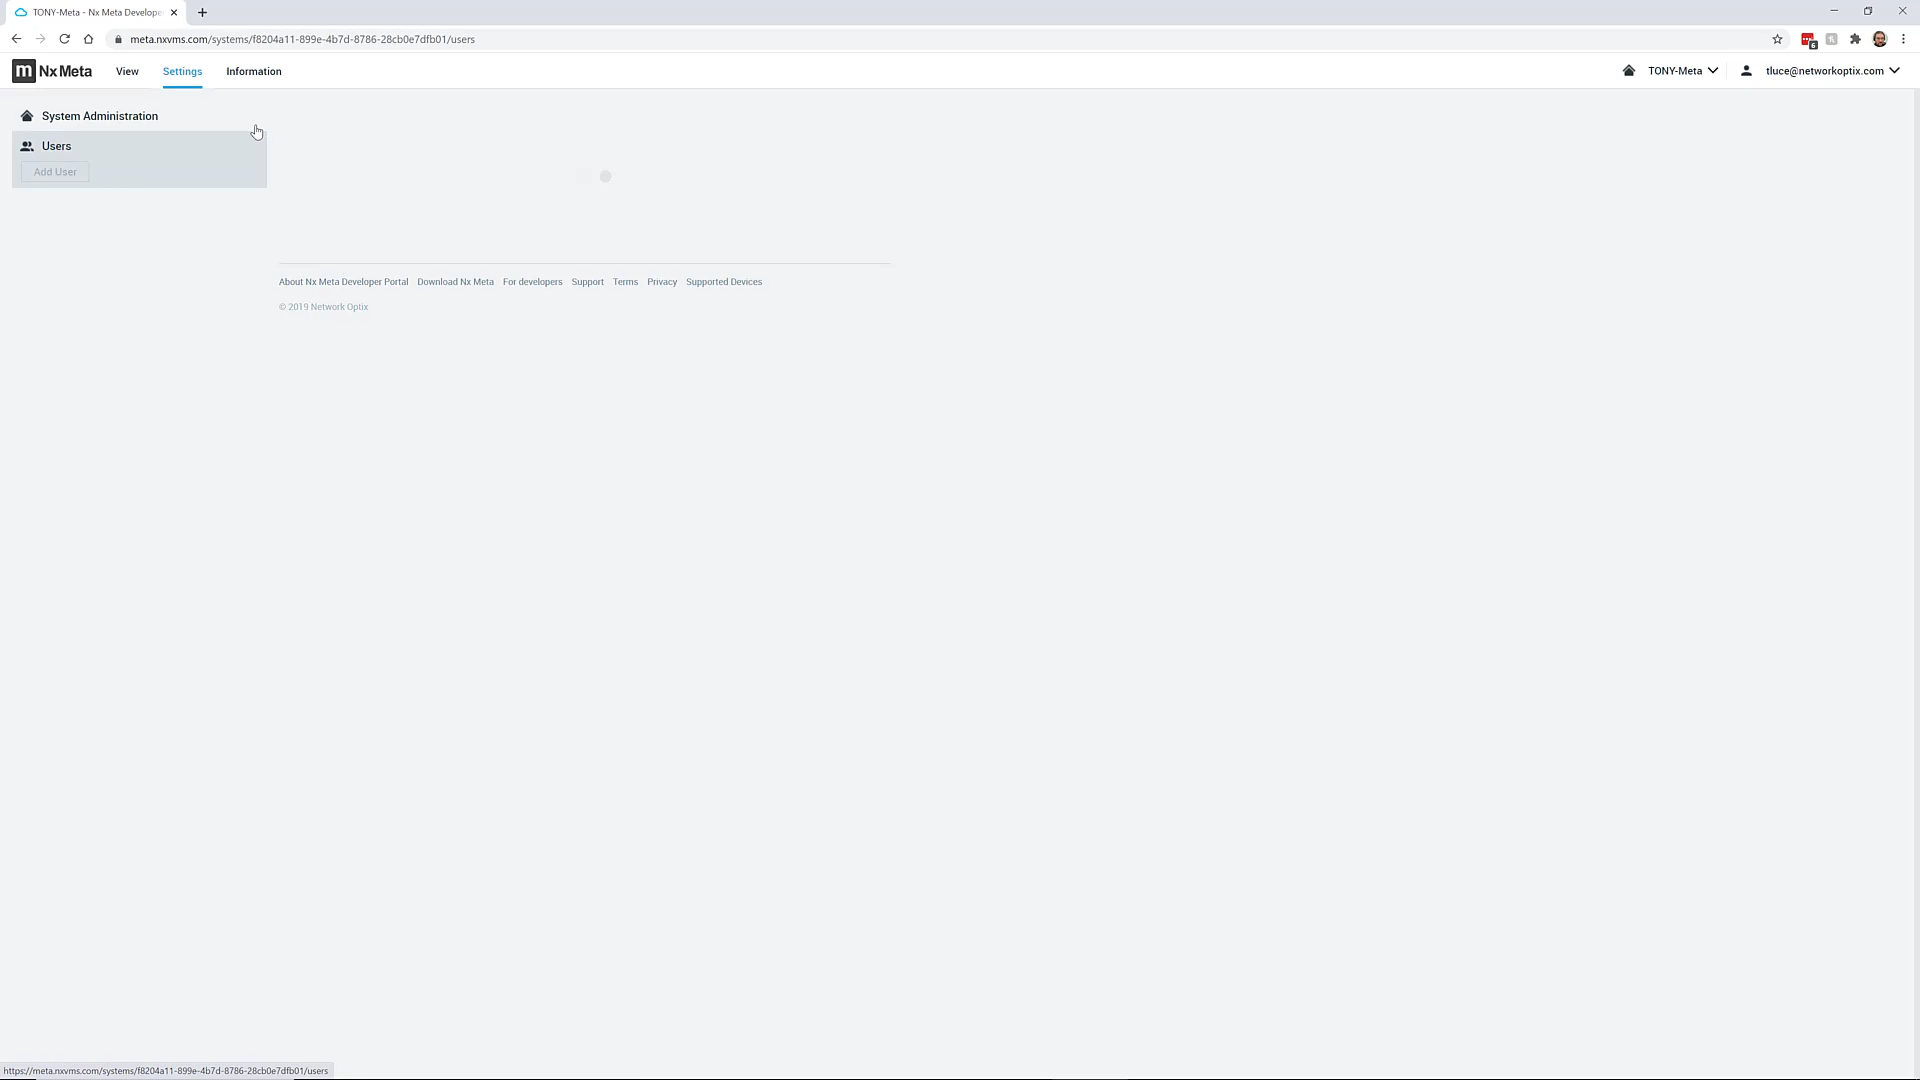 TONY-Meta - Nx Meta Develope
meta.nxvms.com/systems/f8204a11-899e-4b7d-8786-28cb0e7dfb01/users
6
m Nx Meta
View
Settings
Information
TONY-Meta
tluce@networkoptix.com
System Administration
Users
Add User
About Nx Meta Developer Portal Download Nx Meta For developers Support Terms Privacy Supported Devices
© 2019 Network Optix
https://meta.nxvms.com/systems/f8204a11-899e-4b7d-8786-28cb0e7dfb01/users